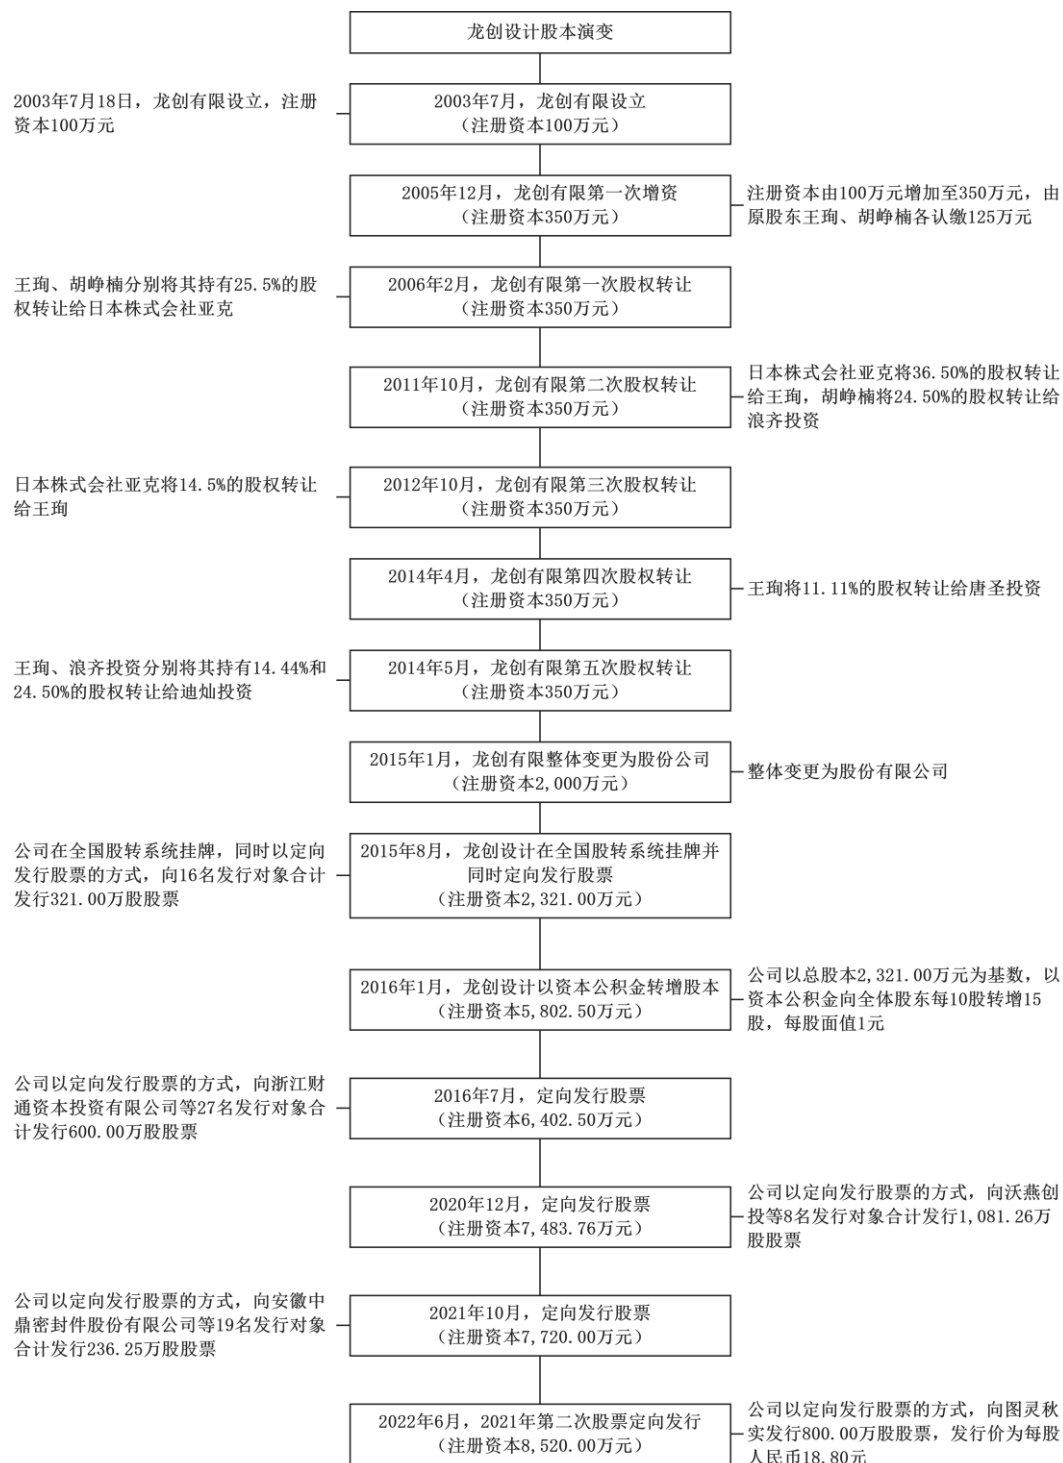 龙创设计股本演变
2003年7月18日，龙创有限设立，注册
资本100万元
2003年7月，龙创有限设立
（注册资本100万元）
2005年12月，龙创有限第一次增资
（注册资本350万元）
注册资本由100万元增加至350万元，由
原股东王珣、胡峥楠各认缴125万元
王珣、胡峥楠分别将其持有25.5%的股
权转让给日本株式会社亚克
2006年2月，龙创有限第一次股权转让
（注册资本350万元）
2011年10月，龙创有限第二次股权转让
（注册资本350万元）
日本株式会社亚克将36.50%的股权转让
给王珣，胡峥楠将24.50%的股权转让给
浪齐投资
日本株式会社亚克将14.5%的股权转让
给王珣
2012年10月，龙创有限第三次股权转让
（注册资本350万元）
2014年4月，龙创有限第四次股权转让
（注册资本350万元）
王珣将11.11%的股权转让给唐圣投资
王珣、浪齐投资分别将其持有14.44%和
24.50%的股权转让给迪灿投资
2014年5月，龙创有限第五次股权转让
（注册资本350万元）
2015年1月，龙创有限整体变更为股份公司
（注册资本2,000万元）
整体变更为股份有限公司
公司在全国股转系统挂牌，同时以定向
发行股票的方式，向16名发行对象合计
发行321.00万股股票
2015年8月，龙创设计在全国股转系统挂牌并
同时定向发行股票
（注册资本2,321.00万元）
2016年1月，龙创设计以资本公积金转增股本
（注册资本5,802.50万元）
公司以总股本2,321.00万元为基数，以
资本公积金向全体股东每10股转增15
股，每股面值1元
公司以定向发行股票的方式，向浙江财
通资本投资有限公司等27名发行对象合
计发行600.00万股股票
2016年7月，定向发行股票
（注册资本6,402.50万元）
2020年12月，定向发行股票
（注册资本7,483.76万元）
公司以定向发行股票的方式，向沃燕创
投等8名发行对象合计发行1,081.26万
股股票
公司以定向发行股票的方式，向安徽中
鼎密封件股份有限公司等19名发行对象
合计发行236.25万股股票
2021年10月，定向发行股票
（注册资本7,720.00万元）
2022年6月，2021年第二次股票定向发行
（注册资本8,520.00万元）
公司以定向发行股票的方式，向图灵秋
实发行800.00万股股票，发行价为每股
人民币18.80元